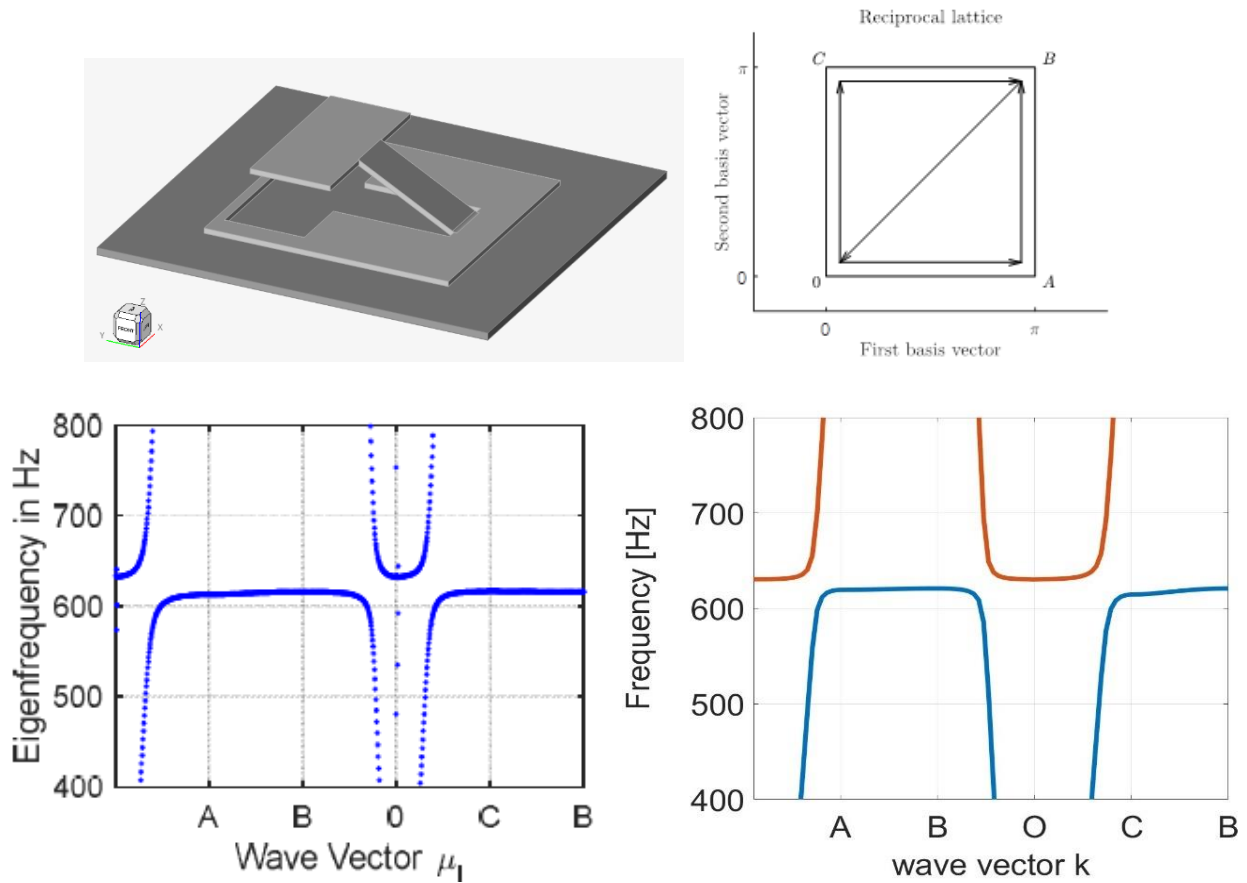 Reciprocal lattice
C
B
π
Second basis vector
0
0
A
0
π
First basis vector
Z
FRONT
Y
X
800
700
600
500
400
Eigenfrequency in Hz
A
B
0
C
B
Wave Vector μ
800
700
600
500
400
Frequency [Hz]
A
B
O
C
B
wave vector k